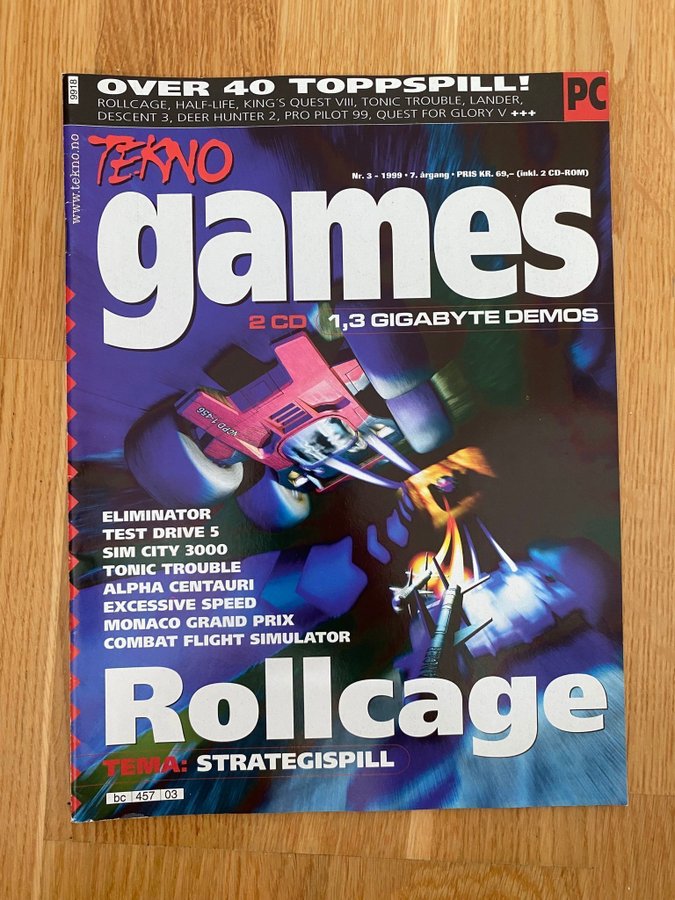 9918
OVER 40 TOPPSPILL!
ROLLCAGE, HALF-LIFE, KING'S QUEST VIII, TONIC TROUBLE, LANDER,
DESCENT 3, DEER HUNTER 2, PRO PILOT 99, QUEST FOR GLORY V +++
PC
www.tekno.no
TEKNO
Nr. 3 - 1999 • 7. årgang • PRIS KR. 69,– (inkl. 2 CD-ROM)
games
2 CD 1,3 GIGABYTE DEMOS
VCPD 1-456
ELIMINATOR
TEST DRIVE 5
SIM CITY 3000
TONIC TROUBLE
ALPHA CENTAURI
EXCESSIVE SPEED
MONACO GRAND PRIX
COMBAT FLIGHT SIMULATOR
Rollcage
TEMA: STRATEGISPILL
bc 457 03